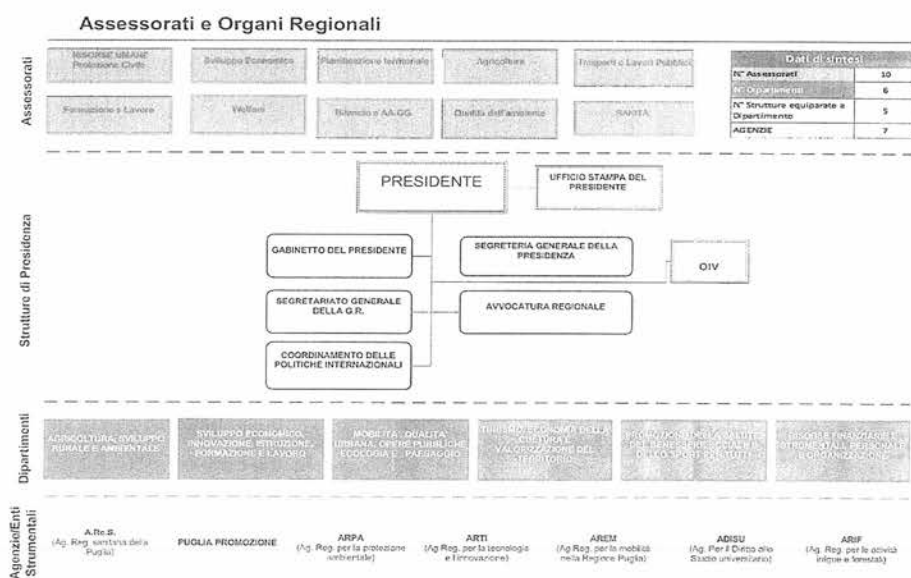 Assessorati e Organi Regionali
Assessorati
RISORSE UMANE
Protezione Civile
Sviluppo Economico
Pianificazione territoriale
Agricoltura
Trasporti e Lavori Pubblici
Formazione e Lavoro
Welfare
Bilancio e AA.GG.
Qualità dell'ambiente
SANITÀ
Dati di sintesi
N° Assessorati 10
N° Dipartimenti 6
N° Strutture equiparate a
Dipartimento 5
AGENZIE 7
Strutture di Presidenza
PRESIDENTE
UFFICIO STAMPA DEL
PRESIDENTE
GABINETTO DEL PRESIDENTE
SEGRETERIA GENERALE DELLA
PRESIDENZA
OIV
SEGRETARIATO GENERALE
DELLA G.R.
AVVOCATURA REGIONALE
COORDINAMENTO DELLE
POLITICHE INTERNAZIONALI
Dipartimenti
AGRICOLTURA, SVILUPPO
RURALE E AMBIENTALE
SVILUPPO ECONOMICO,
INNOVAZIONE, ISTRUZIONE,
FORMAZIONE E LAVORO
MOBILITA', QUALITA'
URBANA, OPERE PUBBLICHE
ECOLOGIA E PAESAGGIO
TURISMO, ECONOMIA DELLA
CULTURA E
VALORIZZAZIONE DEL
TERRITORIO
PROMOZIONE DELLA SALUTE,
DEL BENESSERE SOCIALE E
DELLO SPORT PER TUTTI
RISORSE FINANZIARIE E
STRUMENTALI, PERSONALE
E ORGANIZZAZIONE
Agenzie/Enti
Strumentali
A.Re.S.
(Ag. Reg. sanitaria della
Puglia)
PUGLIA PROMOZIONE
ARPA
(Ag. Reg. per la protezione
ambientale)
ARTI
(Ag Reg. per la tecnologia
e l'innovazione)
AREM
(Ag. Reg. per la mobilità
nella Regione Puglia)
ADISU
(Ag. Per il Diritto allo
Studio universitario)
ARIF
(Ag. Reg. per le attività
irrigue e forestali)